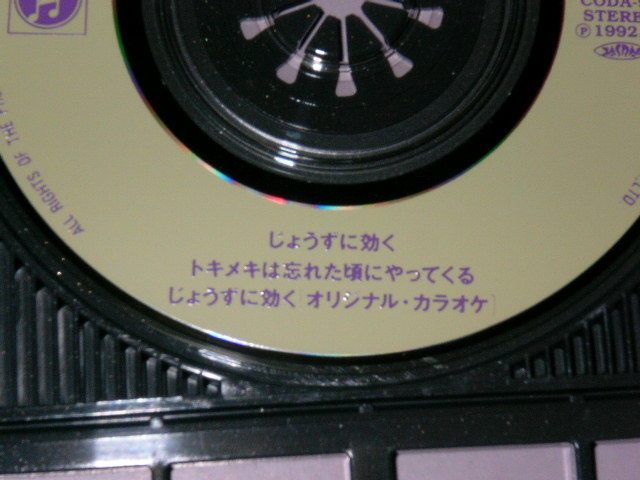 CODA-
STEREO
Ⓟ 1992
ALL RIGHTS OF THE
LTD
じょうずに効く
トキメキは忘れた頃にやってくる
じょうずに効く[オリジナル・カラオケ]